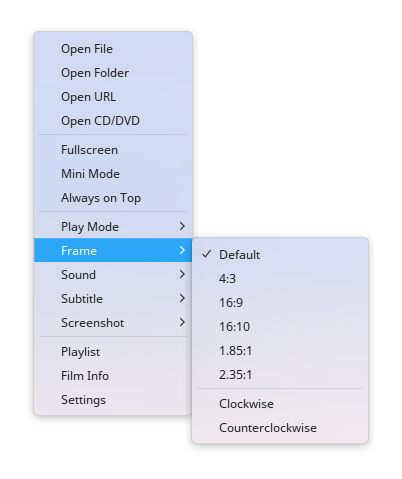 Open File
Open Folder
Open URL
Open CD/DVD
Fullscreen
Mini Mode
Always on Top
Play Mode
Frame
Sound
Subtitle
Screenshot
Playlist
Film Info
Settings
Default
4:3
16:9
16:10
1.85:1
2.35:1
Clockwise
Counterclockwise